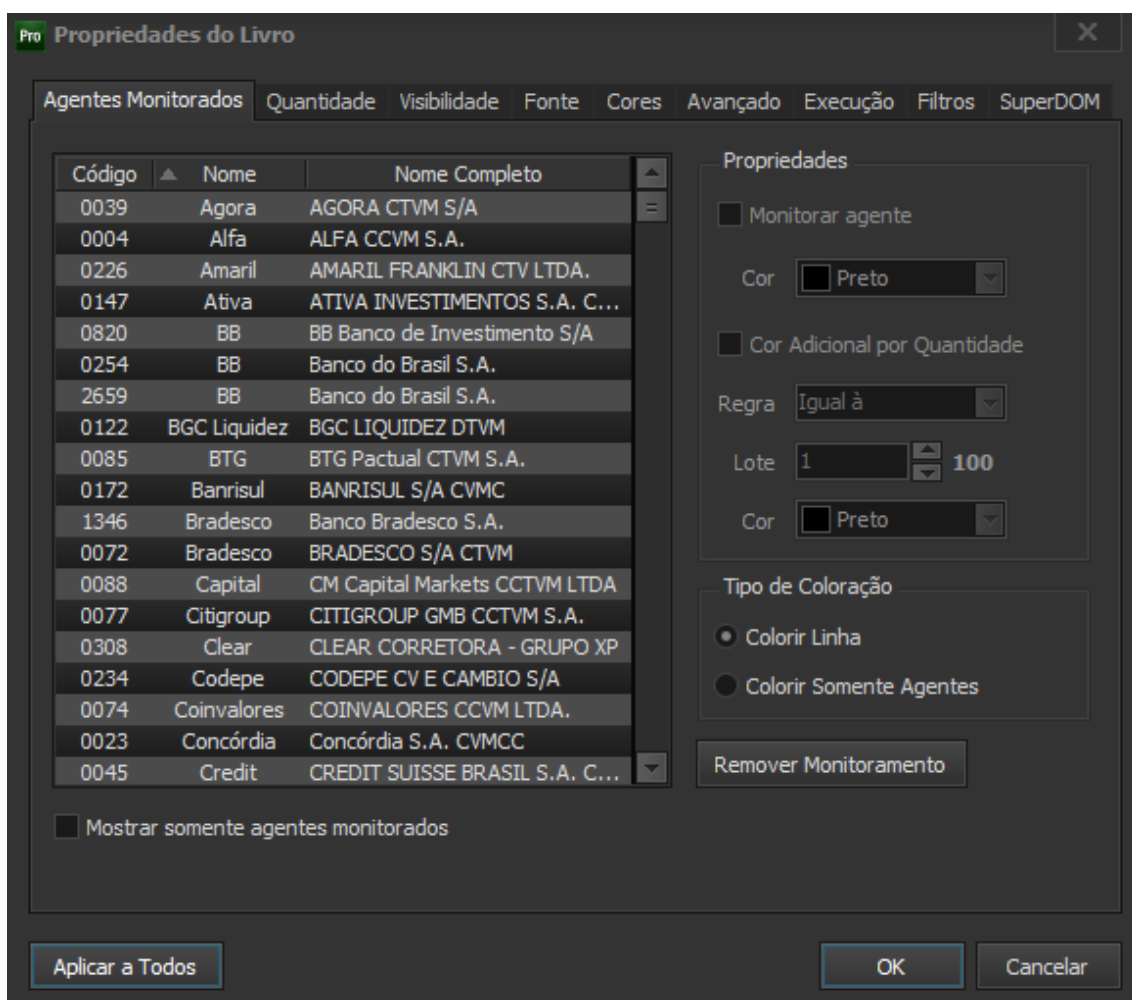 Pro Propriedades do Livro
Agentes Monitorados Quantidade Visibilidade Fonte Cores Avançado Execução Filtros SuperDOM
Código Nome Nome Completo
0039 Agora AGORA CTVM S/A
0004 Alfa ALFA CCVM S.A.
0226 Amaril AMARIL FRANKLIN CTV LTDA.
0147 Ativa ATIVA INVESTIMENTOS S.A. C...
0820 BB BB Banco de Investimento S/A
0254 BB Banco do Brasil S.A.
2659 BB Banco do Brasil S.A.
0122 BGC Liquidez BGC LIQUIDEZ DTVM
0085 BTG BTG Pactual CTVM S.A.
0172 Banrisul BANRISUL S/A CVMC
1346 Bradesco Banco Bradesco S.A.
0072 Bradesco BRADESCO S/A CTVM
0088 Capital CM Capital Markets CCTVM LTDA
0077 Citigroup CITIGROUP GMB CCTVM S.A.
0308 Clear CLEAR CORRETORA - GRUPO XP
0234 Codepe CODEPE CV E CAMBIO S/A
0074 Coinvalores COINVALORES CCVM LTDA.
0023 Concórdia Concórdia S.A. CVMCC
0045 Credit CREDIT SUISSE BRASIL S.A. C...
Mostrar somente agentes monitorados
Propriedades
Monitorar agente
Cor Preto
Cor Adicional por Quantidade
Regra Igual à
Lote 1 100
Cor Preto
Tipo de Coloração
Colorir Linha
Colorir Somente Agentes
Remover Monitoramento
Aplicar a Todos OK Cancelar